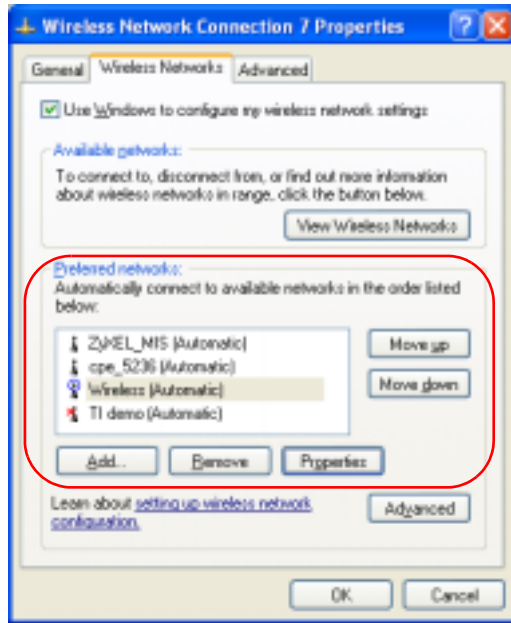 Wireless Network Connection 7 Properties
General Wireless Networks Advanced
Use Windows to configure my wireless network settings
Available networks:
To connect to, disconnect from, or find out more information
about wireless networks in range, click the button below.
View Wireless Networks
Preferred networks:
Automatically connect to available networks in the order listed
below:
ZyXEL_MIS (Automatic)
cpe_5236 (Automatic)
Wireless (Automatic)
TI demo (Automatic)
Move up
Move down
Add... Remove Properties
Learn about setting up wireless network
configuration.
Advanced
OK Cancel